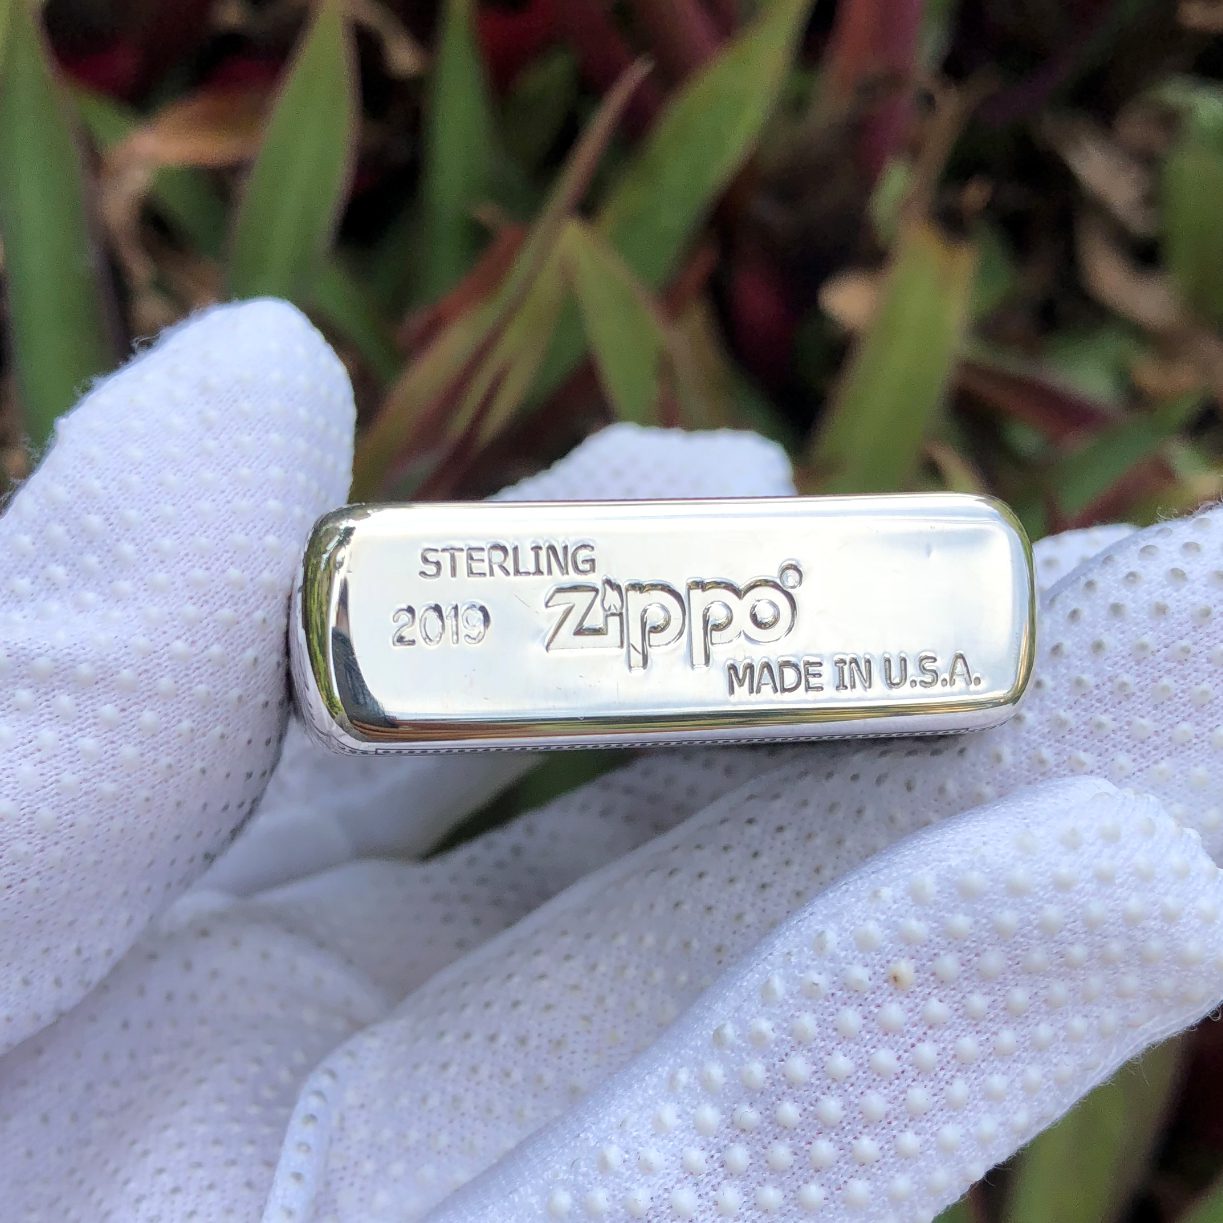 STERLING
2019 Zippo
MADE IN U.S.A.